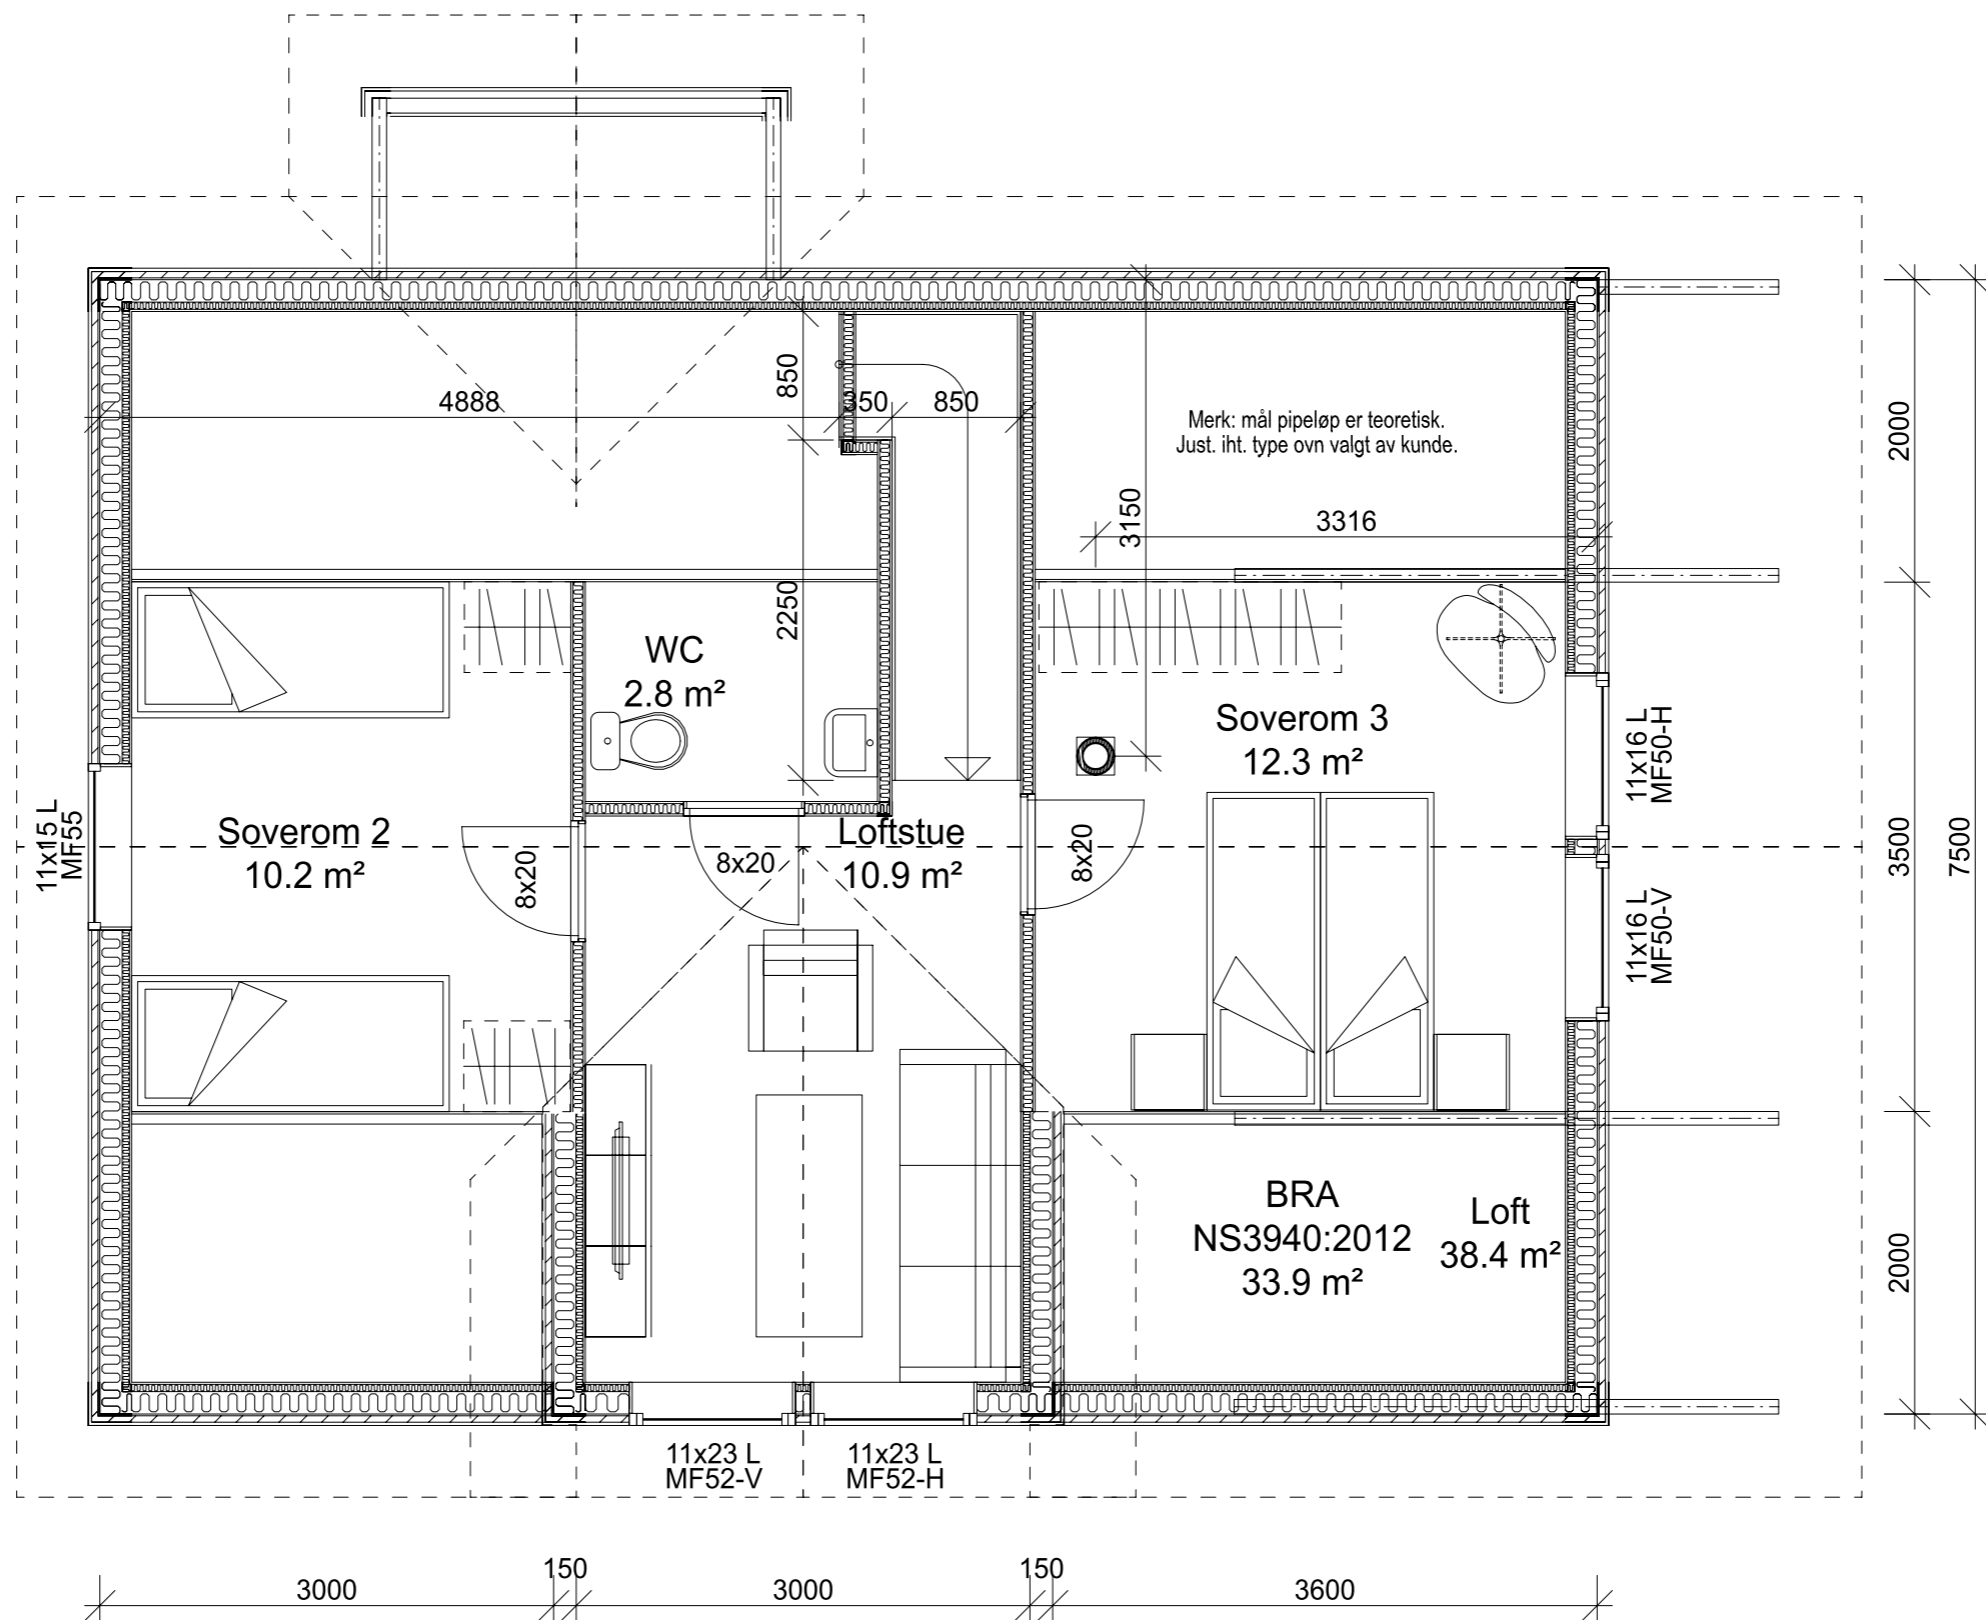 4888
850
350
850
Merk: mål pipeløp er teoretisk.
Just. iht. type ovn valgt av kunde.
3150
3316
2000
2250
WC
2.8 m²
Soverom 3
12.3 m²
11x16 L
MF50-H
11x15 L
MF55
Soverom 2
10.2 m²
8x20
8x20
Loftstue
10.9 m²
8x20
3500
7500
11x16 L
MF50-V
BRA
NS3940:2012
33.9 m²
Loft
38.4 m²
2000
11x23 L
MF52-V
11x23 L
MF52-H
3000
150
3000
150
3600